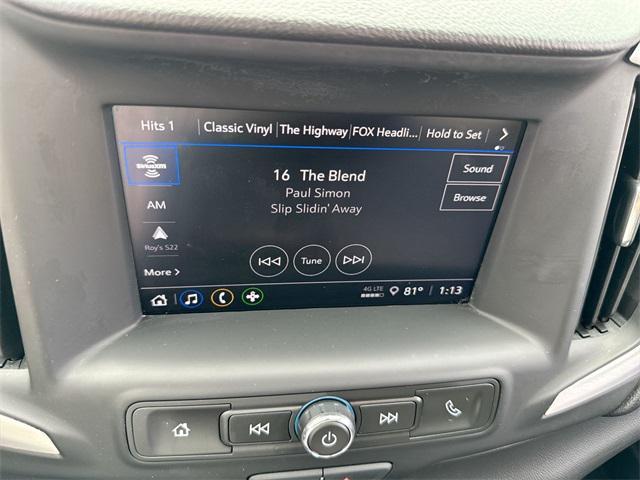 Hits 1 Classic Vinyl The Highway FOX Headli... Hold to Set
SiriusXM
16 The Blend
Sound
Paul Simon
AM
Slip Slidin' Away
Browse
Roy's S22
Tune
More
4G LTE 81° 1:13